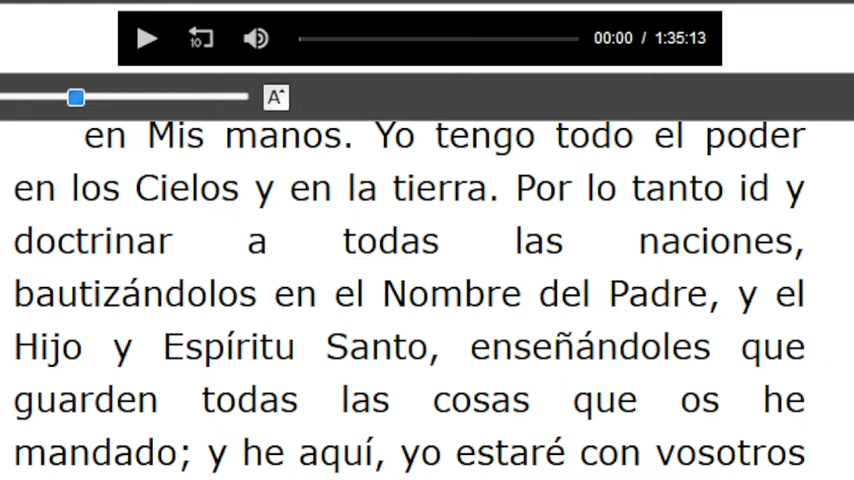 10
00:00 / 1:35:13
A
en Mis manos. Yo tengo todo el poder
en los Cielos y en la tierra. Por lo tanto id y
doctrinar a todas las naciones,
bautizándolos en el Nombre del Padre, y el
Hijo y Espíritu Santo, enseñándoles que
guarden todas las cosas que os he
mandado; y he aquí, yo estaré con vosotros